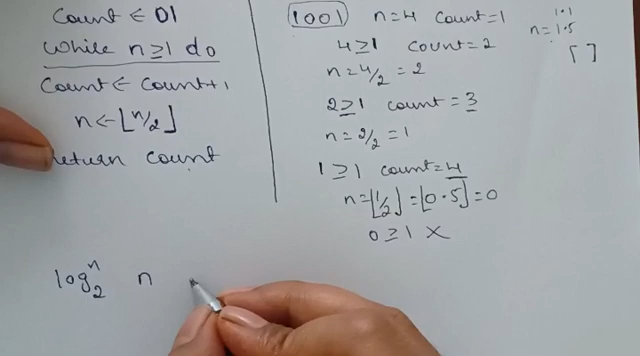 Count ← 01
While n≥1 do
Count ← Count+1
n ← ⌊n/2⌋
return count
1001 n=4 Count=1
4≥1 Count=2
n=4/2=2
2≥1 count=3
n=2/2=1
1≥1 count=4
n=⌊1/2⌋=⌊0.5⌋=0
0≥1 X
1.1
n=1.5
⌈ ⌉
log₂ⁿ n